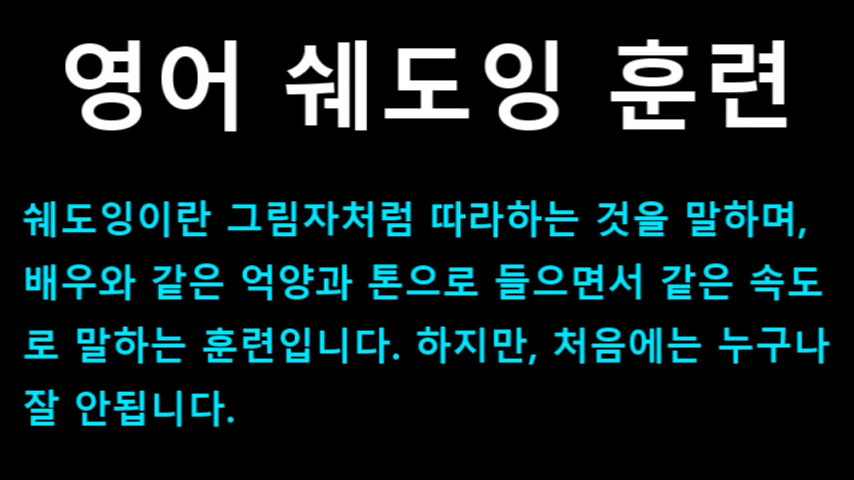 영어 쉐도잉 훈련
쉐도잉이란 그림자처럼 따라하는 것을 말하며,
배우와 같은 억양과 톤으로 들으면서 같은 속도
로 말하는 훈련입니다. 하지만, 처음에는 누구나
잘 안됩니다.